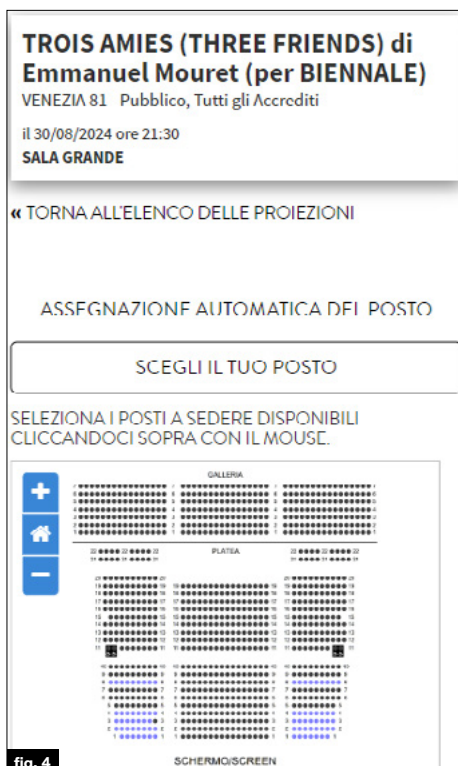 TROIS AMIES (THREE FRIENDS) di
Emmanuel Mouret (per BIENNALE)
VENEZIA 81 Pubblico, Tutti gli Accrediti
il 30/08/2024 ore 21:30
SALA GRANDE
« TORNA ALL'ELENCO DELLE PROIEZIONI
ASSEGNAZIONE AUTOMATICA DEL POSTO
SCEGLI IL TUO POSTO
SELEZIONA I POSTI A SEDERE DISPONIBILI
CLICCANDOCI SOPRA CON IL MOUSE.
GALLERIA
PLATEA
SCHERMO/SCREEN
fig. 4